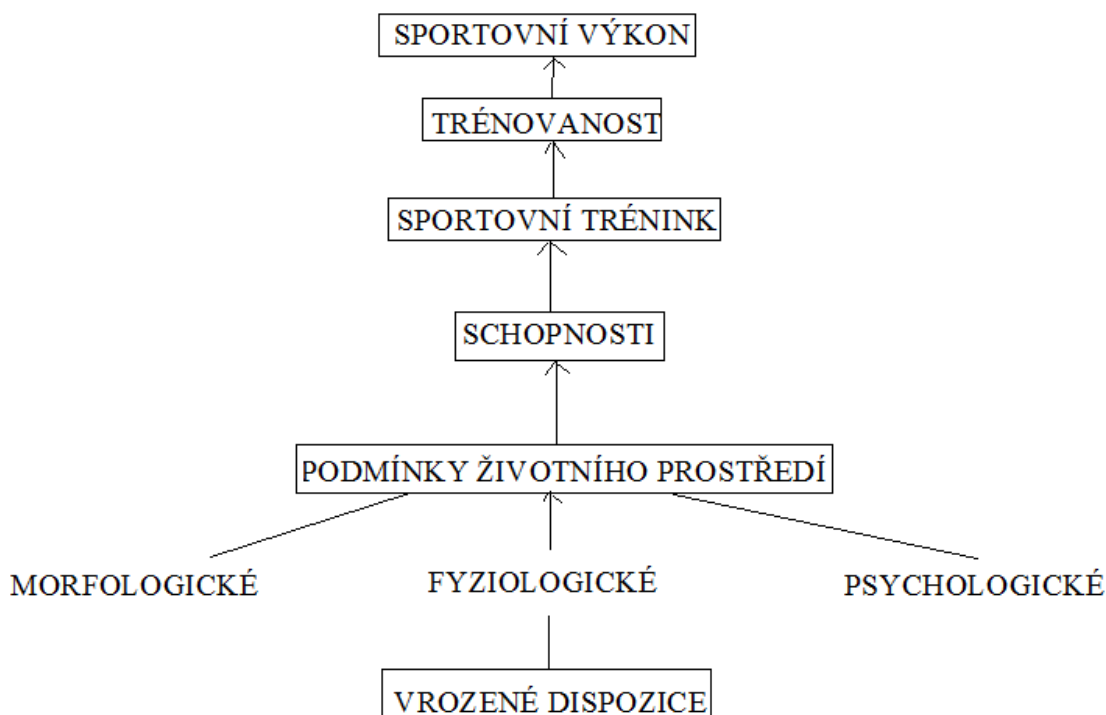 SPORTOVNÍ VÝKON
TRÉNOVANOST
SPORTOVNÍ TRÉNINK
SCHOPNOSTI
PODMÍNKY ŽIVOTNÍHO PROSTŘEDÍ
MORFOLOGICKÉ
FYZIOLOGICKÉ
PSYCHOLOGICKÉ
VROZENÉ DISPOZICE